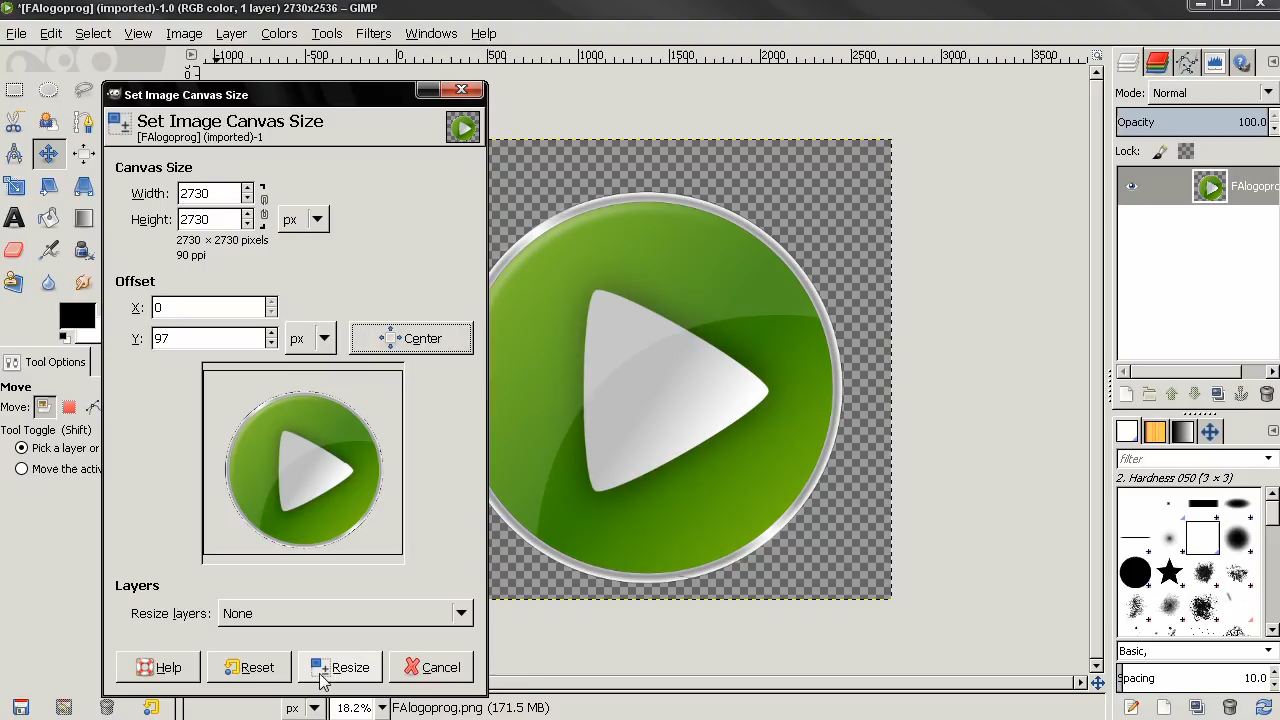 *[FAlogoprog] (imported)-1.0 (RGB color, 1 layer) 2730x2536 – GIMP
File Edit Select View Image Layer Colors Tools Filters Windows Help
-1000 -500 0 500 1000 1500 2000 2500 3000 3500
0
Set Image Canvas Size
Set Image Canvas Size
[FAlogoprog] (imported)-1
Canvas Size
Width: 2730
Height: 2730 px
2730 × 2730 pixels
90 ppi
Offset
X: 0
Y: 97 px Center
Layers
Resize layers: None
Help Reset Resize Cancel
Tool Options
Move
Move:
Tool Toggle (Shift)
Pick a layer or
Move the activ
Mode: Normal
Opacity 100.0
Lock:
FAlogopro
filter
2. Hardness 050 (3 × 3)
Basic,
Spacing 10.0
px 18.2% FAlogoprog.png (171.5 MB)